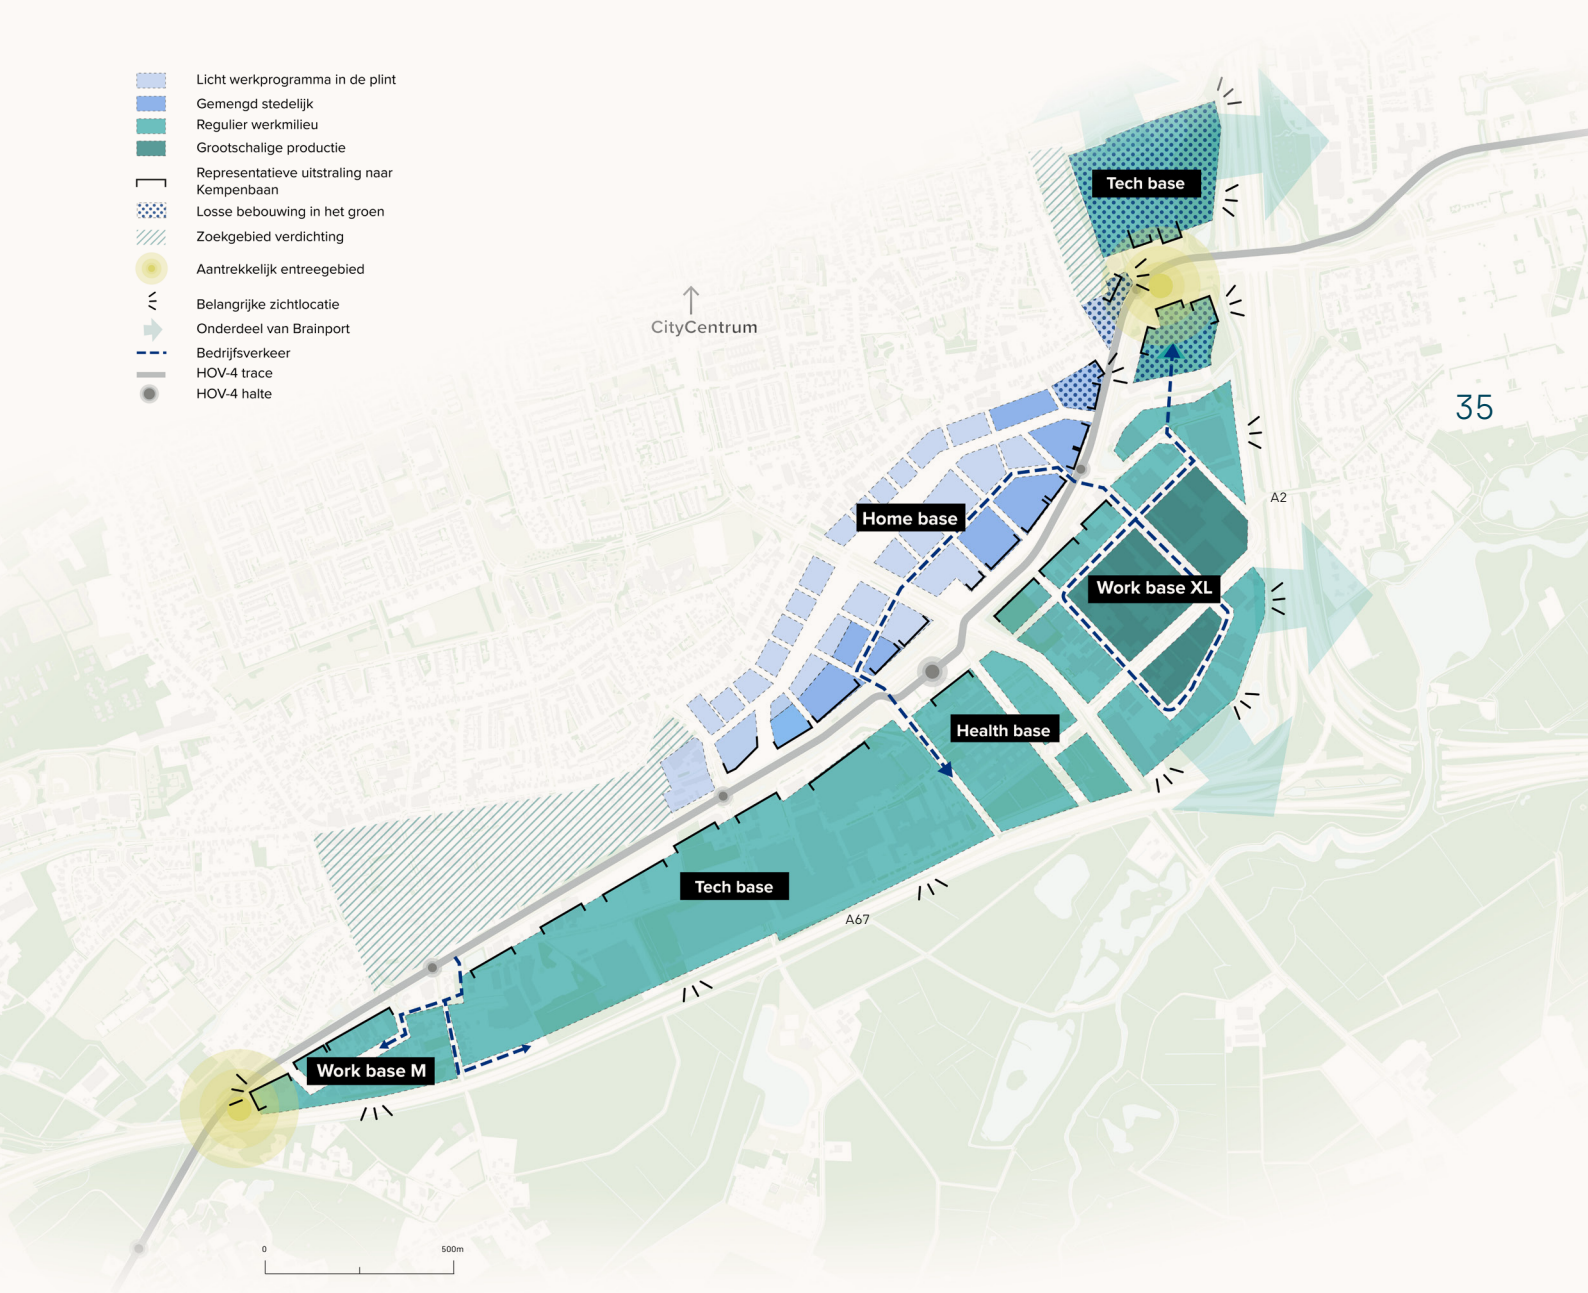 Licht werkprogramma in de plint
Gemengd stedelijk
Regulier werkmilieu
Grootschalige productie
Representatieve uitstraling naar
Kempenbaan
Losse bebouwing in het groen
Zoekgebied verdichting
Aantrekkelijk entreegebied
Belangrijke zichtlocatie
Onderdeel van Brainport
Bedrijfsverkeer
HOV-4 trace
HOV-4 halte
Tech base
CityCentrum
35
A2
Home base
Work base XL
Health base
Tech base
A67
Work base M
0
500m